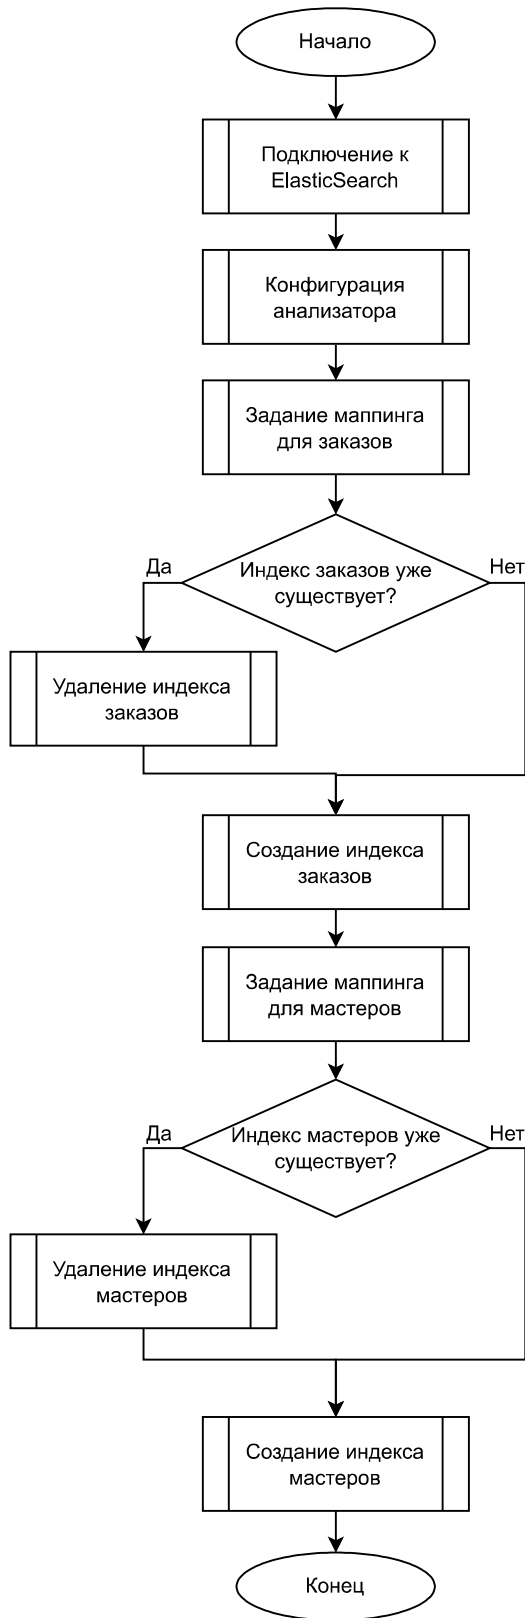 Начало
Подключение к
ElasticSearch
Конфигурация
анализатора
Задание маппинга
для заказов
Индекс заказов уже
существует?
Да
Нет
Удаление индекса
заказов
Создание индекса
заказов
Задание маппинга
для мастеров
Индекс мастеров уже
существует?
Да
Нет
Удаление индекса
мастеров
Создание индекса
мастеров
Конец